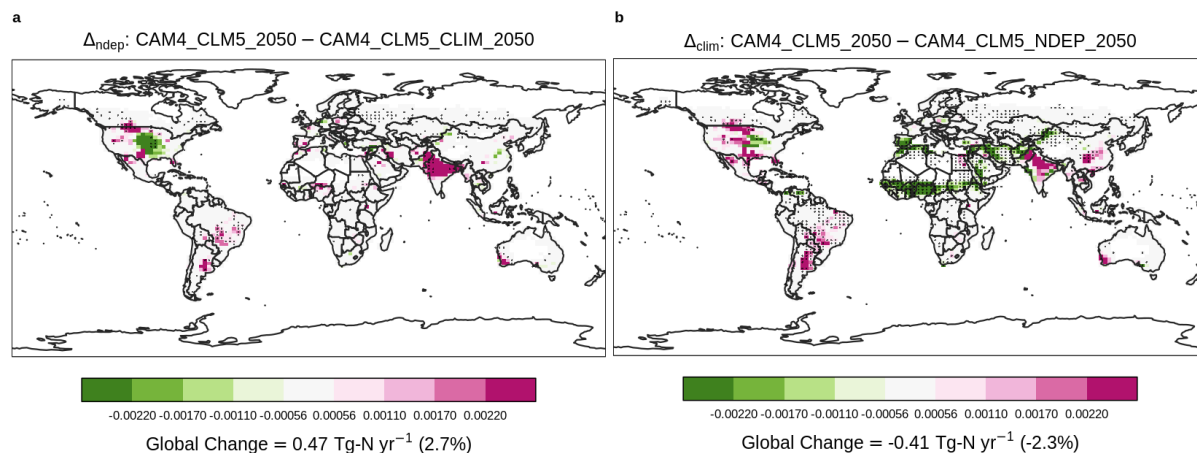 a
Δndep: CAM4_CLM5_2050 − CAM4_CLM5_CLIM_2050
-0.00220 -0.00170 -0.00110 -0.00056 0.00056 0.00110 0.00170 0.00220
Global Change = 0.47 Tg-N yr⁻¹ (2.7%)
b
Δclim: CAM4_CLM5_2050 − CAM4_CLM5_NDEP_2050
-0.00220 -0.00170 -0.00110 -0.00056 0.00056 0.00110 0.00170 0.00220
Global Change = -0.41 Tg-N yr⁻¹ (-2.3%)